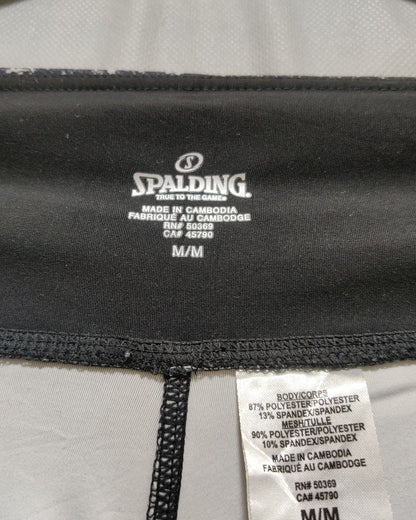 S
SPALDING®
TRUE TO THE GAME®
MADE IN CAMBODIA
FABRIQUÉ AU CAMBODGE
RN# 50369
CA# 45790
M/M
BODY/CORPS
87% POLYESTER/POLYESTER
13% SPANDEX/SPANDEX
MESH/TULLE
90% POLYESTER/POLYESTER
10% SPANDEX/SPANDEX
MADE IN CAMBODIA
FABRIQUÉ AU CAMBODGE
RN# 50369
CA# 45790
M/M